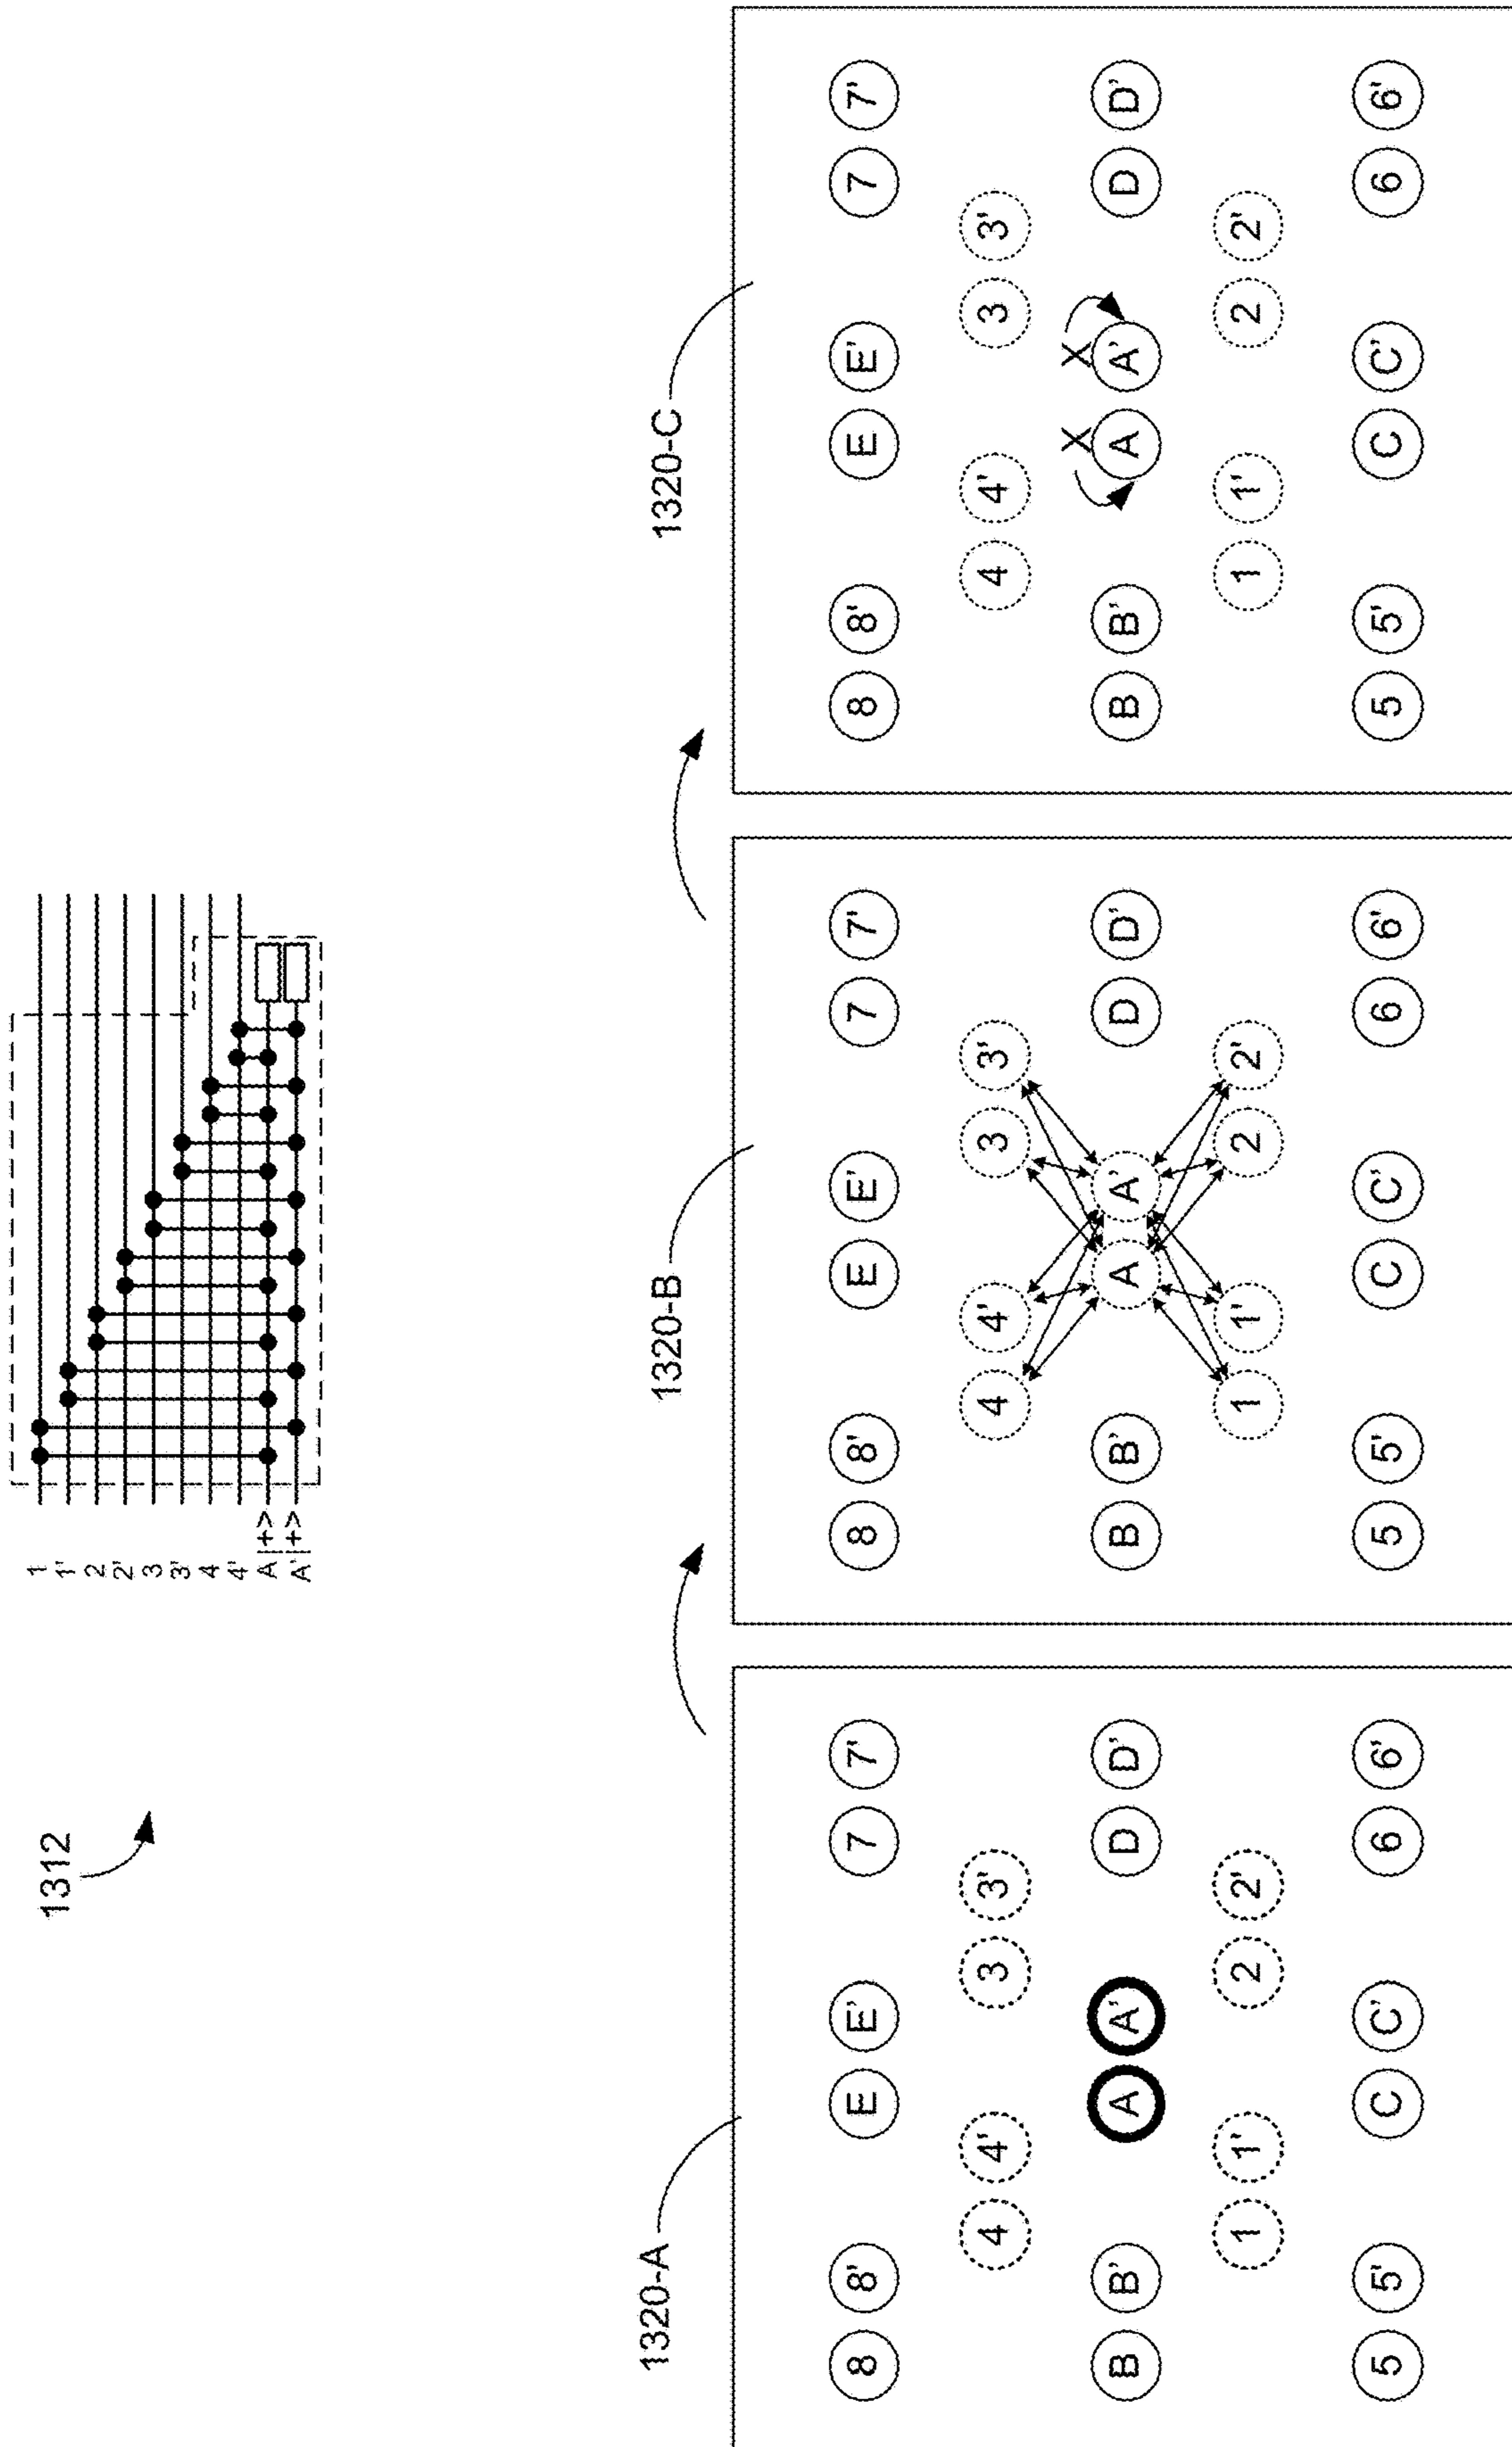 1312
1
1'
2
2'
3
3'
4
4'
A |+>
A' |+>
1320-A
8 8' E E' 7 7'
4 4' 3 3'
B B' A A' D D'
1 1' 2 2'
5 5' C C' 6 6'
1320-B
8 8' E E' 7 7'
4 4' 3 3'
B B' A A' D D'
1 1' 2 2'
5 5' C C' 6 6'
1320-C
8 8' E E' 7 7'
4 4' 3 3'
X X
B B' A A' D D'
1 1' 2 2'
5 5' C C' 6 6'